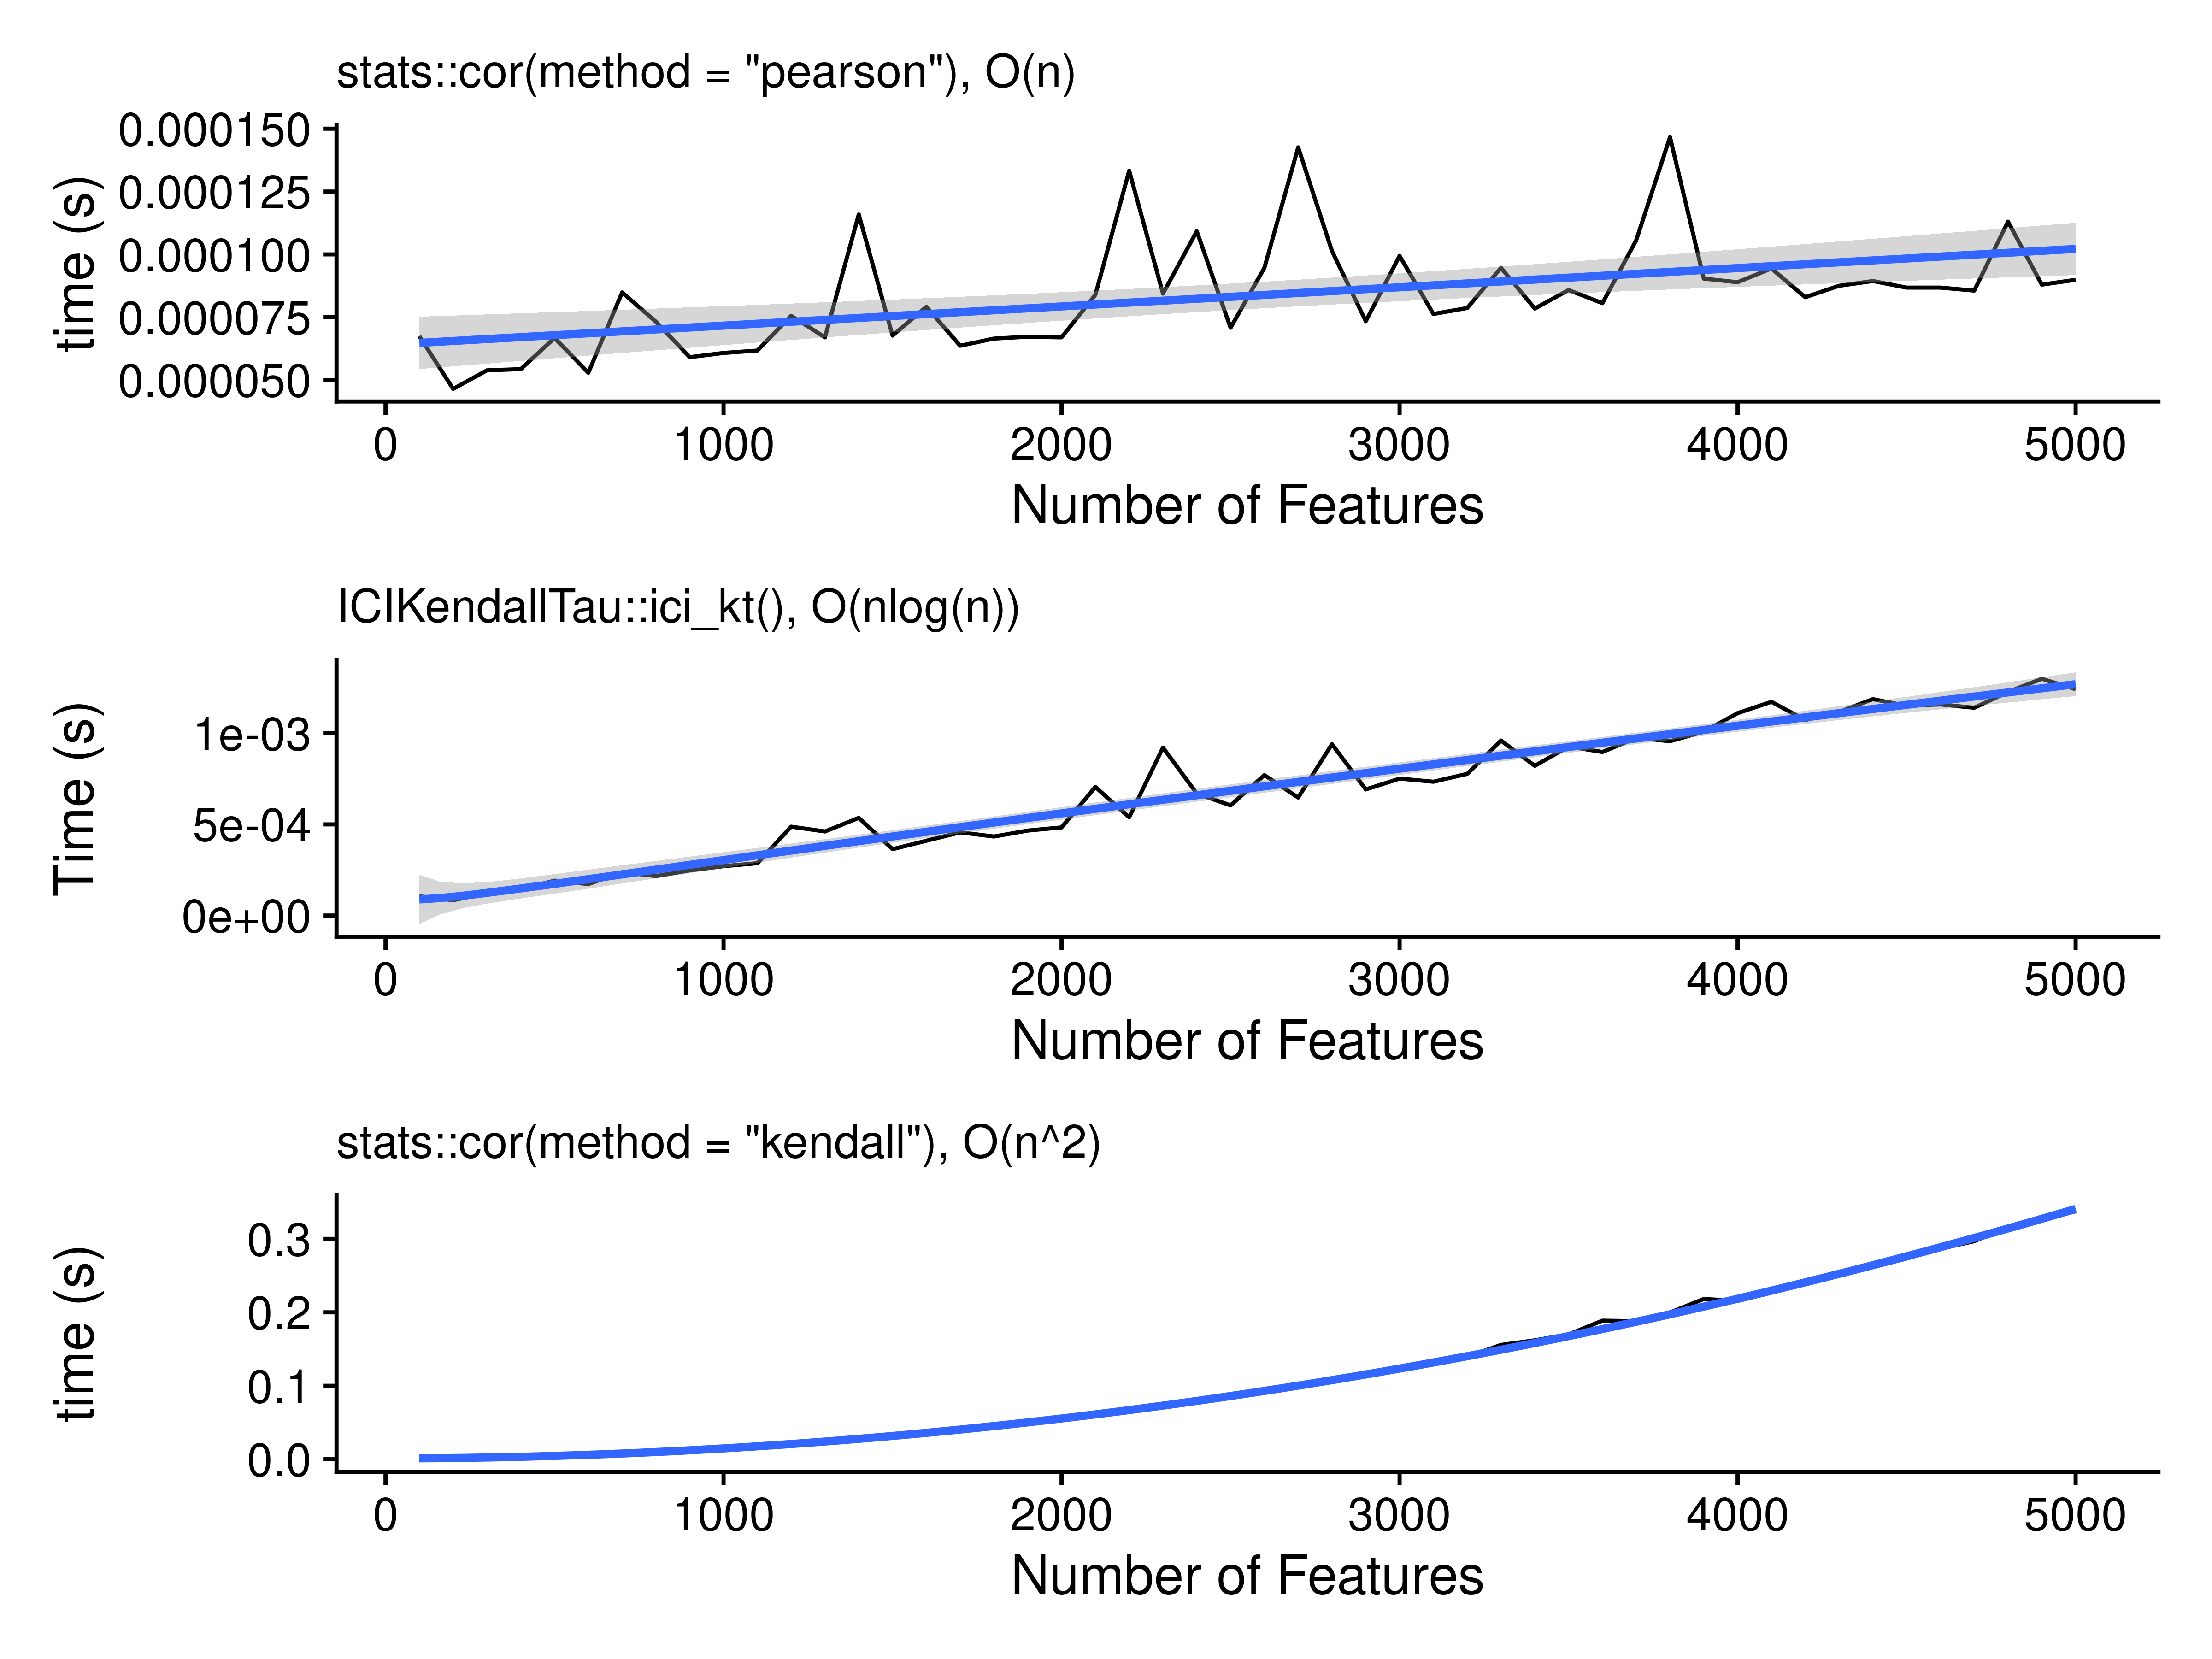 stats::cor(method = "pearson"), O(n)
time (s)
0.000150
0.000125
0.000100
0.000075
0.000050
0 1000 2000 3000 4000 5000
Number of Features
ICIKendallTau::ici_kt(), O(nlog(n))
Time (s)
1e-03
5e-04
0e+00
0 1000 2000 3000 4000 5000
Number of Features
stats::cor(method = "kendall"), O(n^2)
time (s)
0.3
0.2
0.1
0.0
0 1000 2000 3000 4000 5000
Number of Features